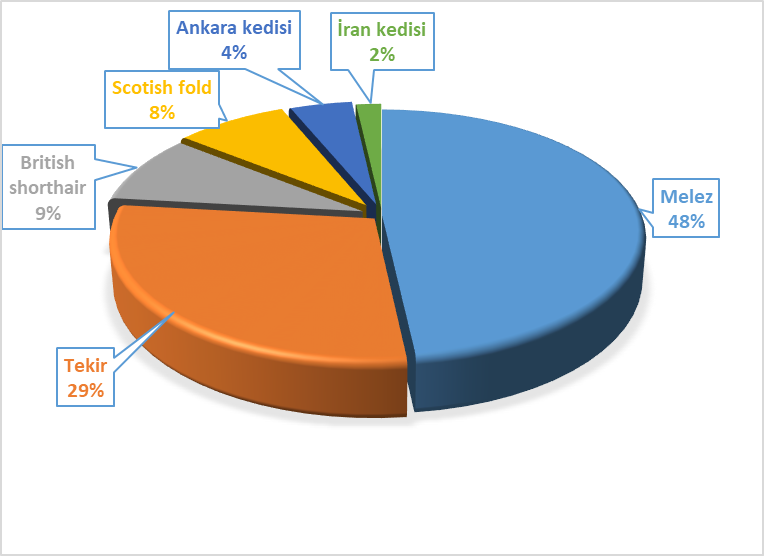 Ankara kedisi
4%
İran kedisi
2%
Scotish fold
8%
British
shorthair
9%
Melez
48%
Tekir
29%